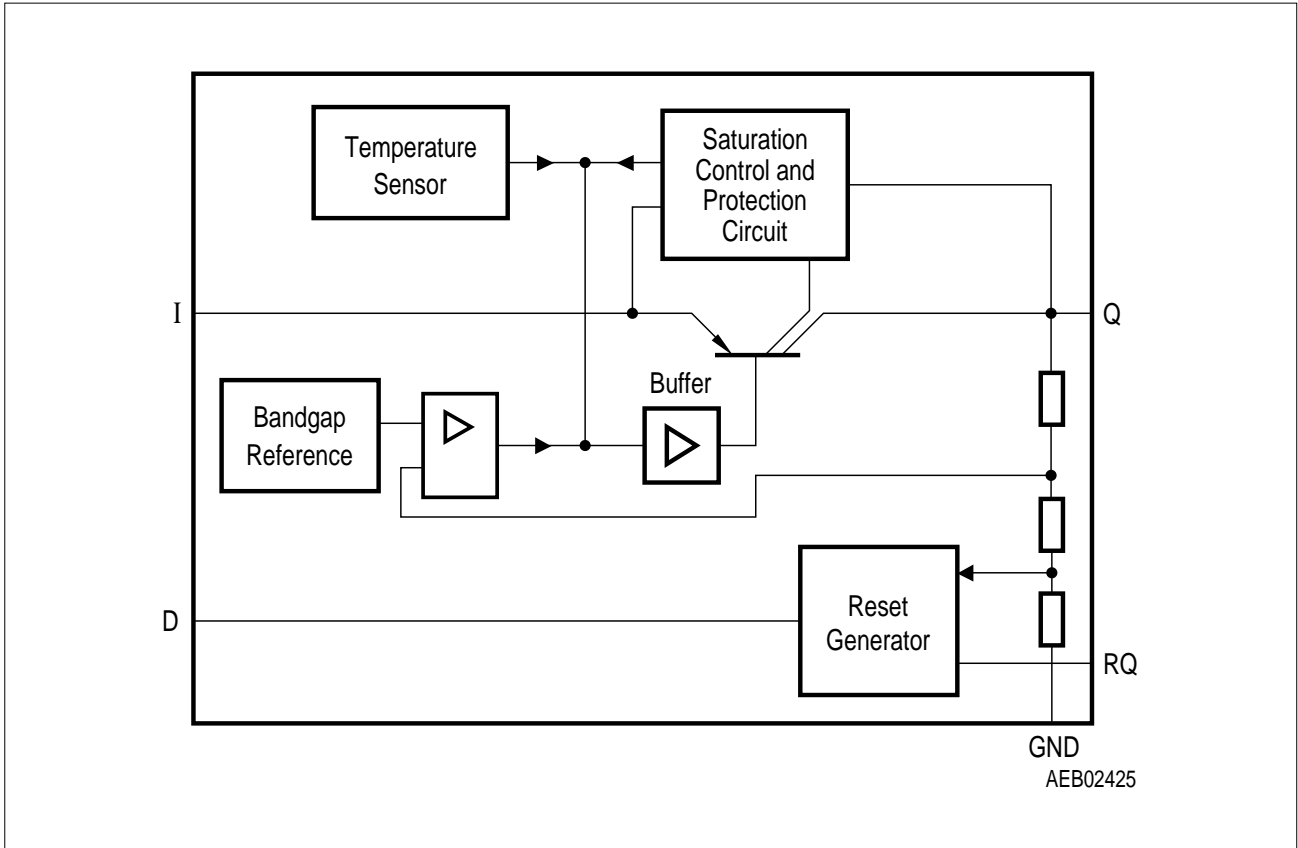 Temperature
Sensor
Saturation
Control and
Protection
Circuit
I
Q
Buffer
Bandgap
Reference
Reset
Generator
D
RQ
GND
AEB02425